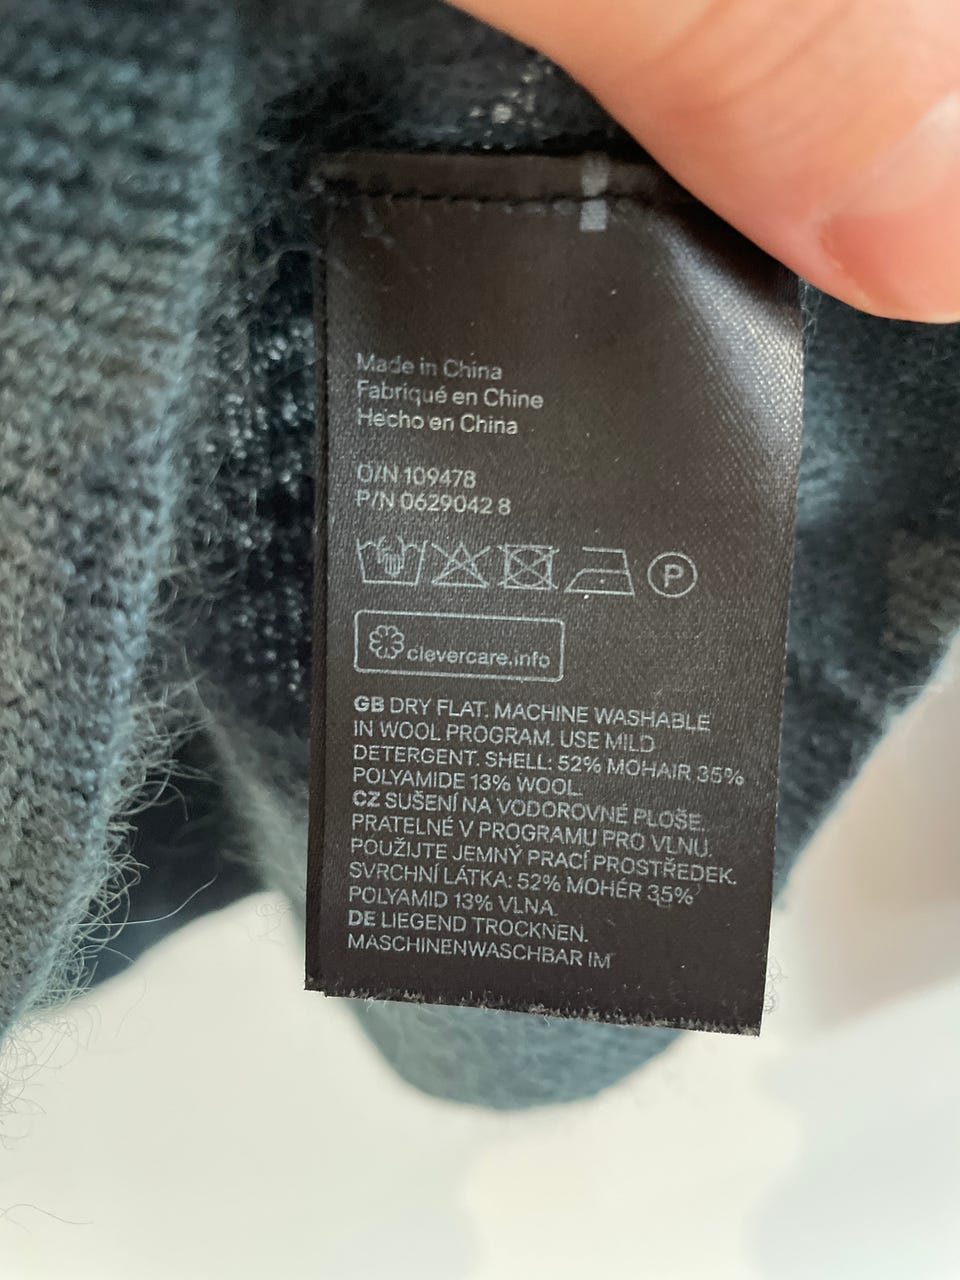 Made in China
Fabriqué en Chine
Hecho en China
O/N 109478
P/N 0629042 8
P
clevercare.info
GB DRY FLAT. MACHINE WASHABLE
IN WOOL PROGRAM. USE MILD
DETERGENT. SHELL: 52% MOHAIR 35%
POLYAMIDE 13% WOOL.
CZ SUŠENÍ NA VODOROVNÉ PLOŠE.
PRATELNÉ V PROGRAMU PRO VLNU.
POUŽIJTE JEMNÝ PRACÍ PROSTŘEDEK.
SVRCHNÍ LÁTKA: 52% MOHÉR 35%
POLYAMID 13% VLNA.
DE LIEGEND TROCKNEN.
MASCHINENWASCHBAR IM